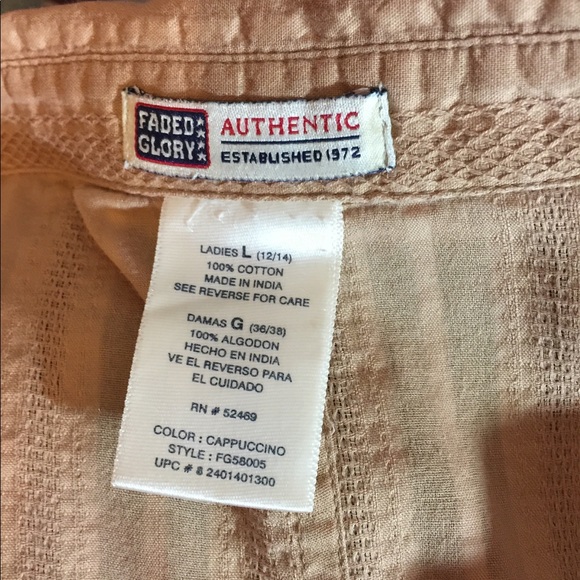 FADED
GLORY
AUTHENTIC
ESTABLISHED 1972
LADIES L (12/14)
100% COTTON
MADE IN INDIA
SEE REVERSE FOR CARE
DAMAS G (36/38)
100% ALGODON
HECHO EN INDIA
VE EL REVERSO PARA
EL CUIDADO
RN # 52469
COLOR : CAPPUCCINO
STYLE : FG58005
UPC # 8 2401401300